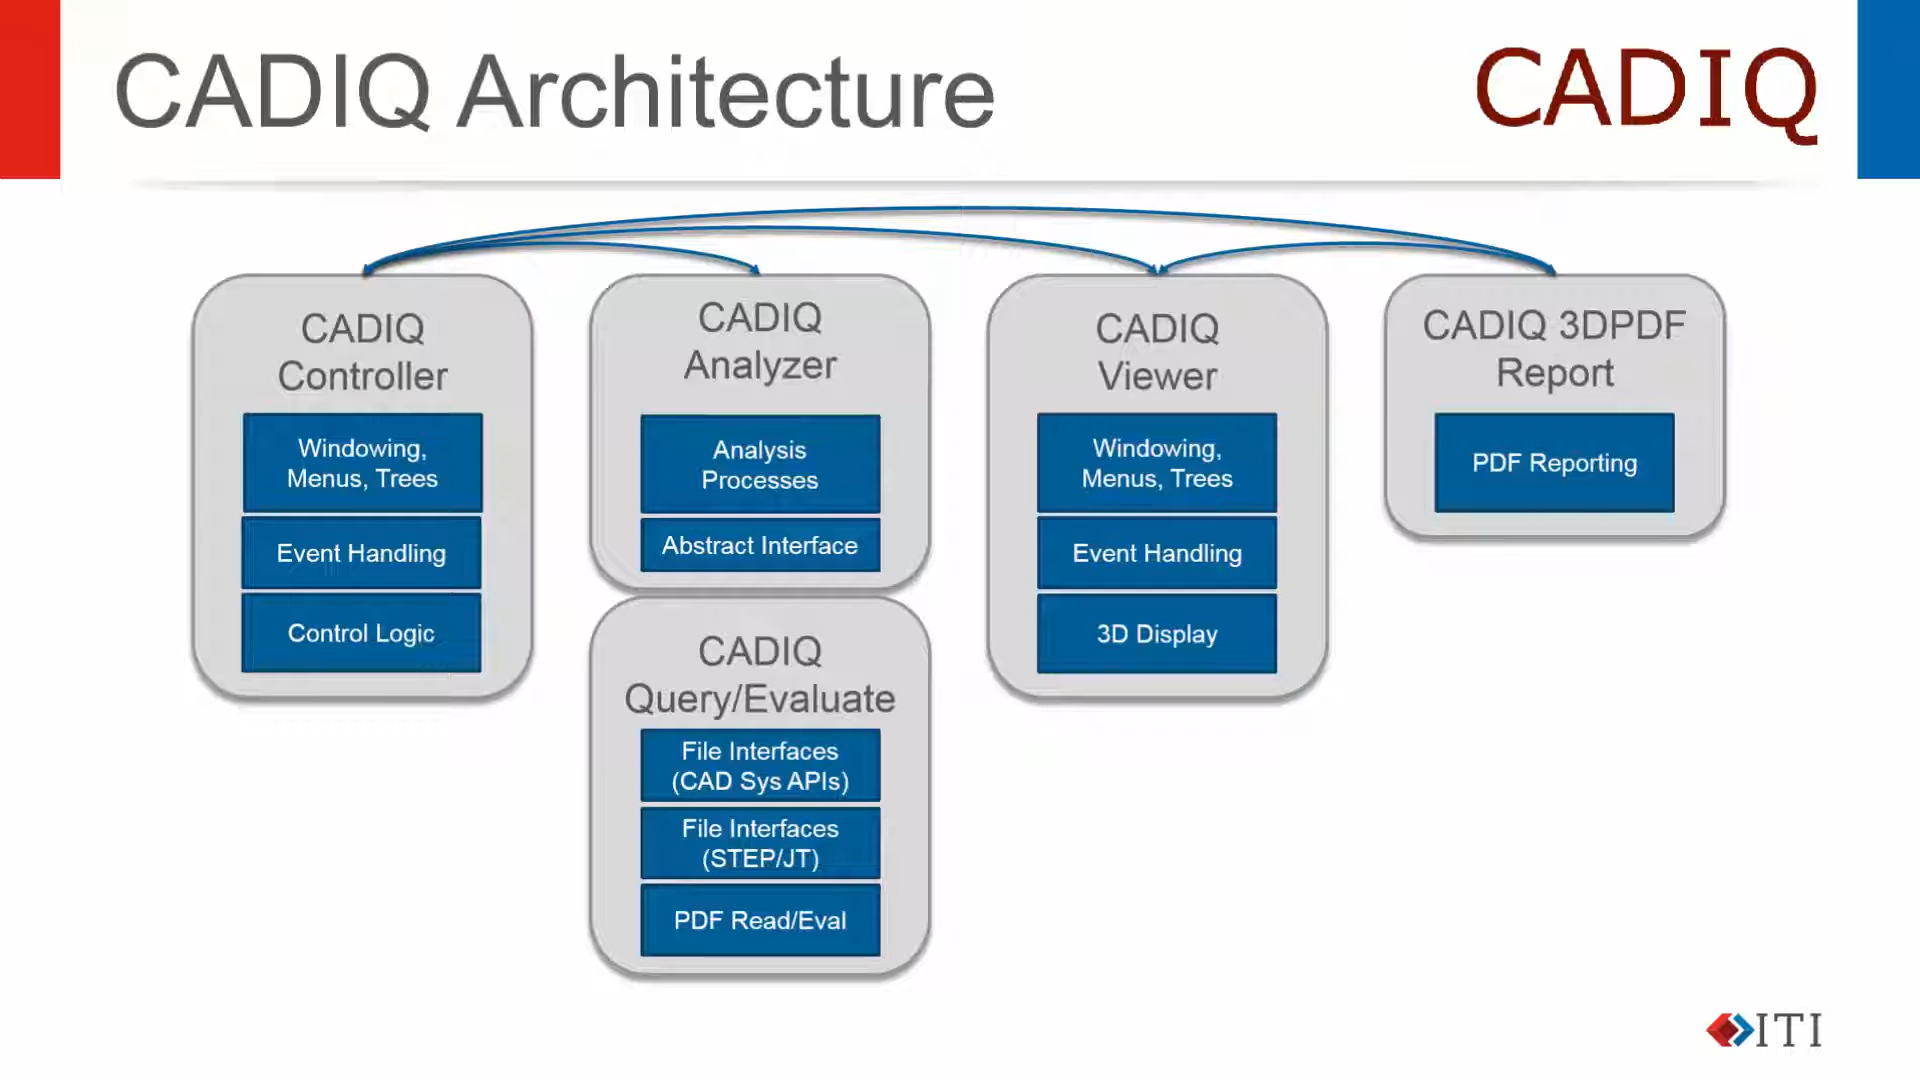 CADIQ Architecture
CADIQ
CADIQ
Controller
Windowing,
Menus, Trees
Event Handling
Control Logic
CADIQ
Analyzer
Analysis
Processes
Abstract Interface
CADIQ
Query/Evaluate
File Interfaces
(CAD Sys APIs)
File Interfaces
(STEP/JT)
PDF Read/Eval
CADIQ
Viewer
Windowing,
Menus, Trees
Event Handling
3D Display
CADIQ 3DPDF
Report
PDF Reporting
ITI